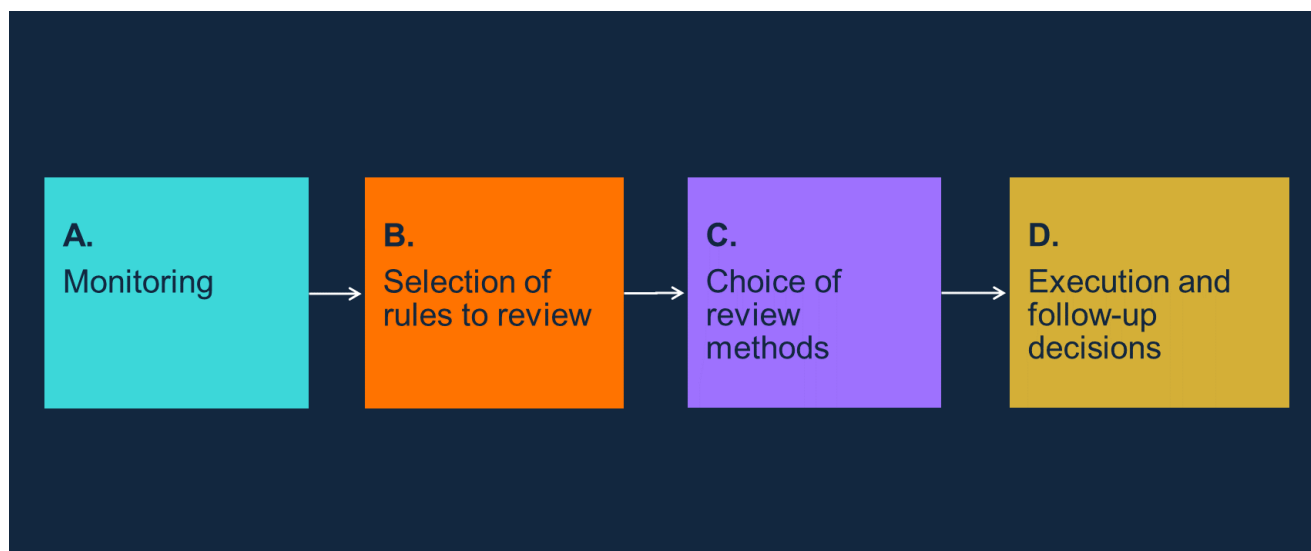 A.
Monitoring
B.
Selection of
rules to review
C.
Choice of
review
methods
D.
Execution and
follow-up
decisions